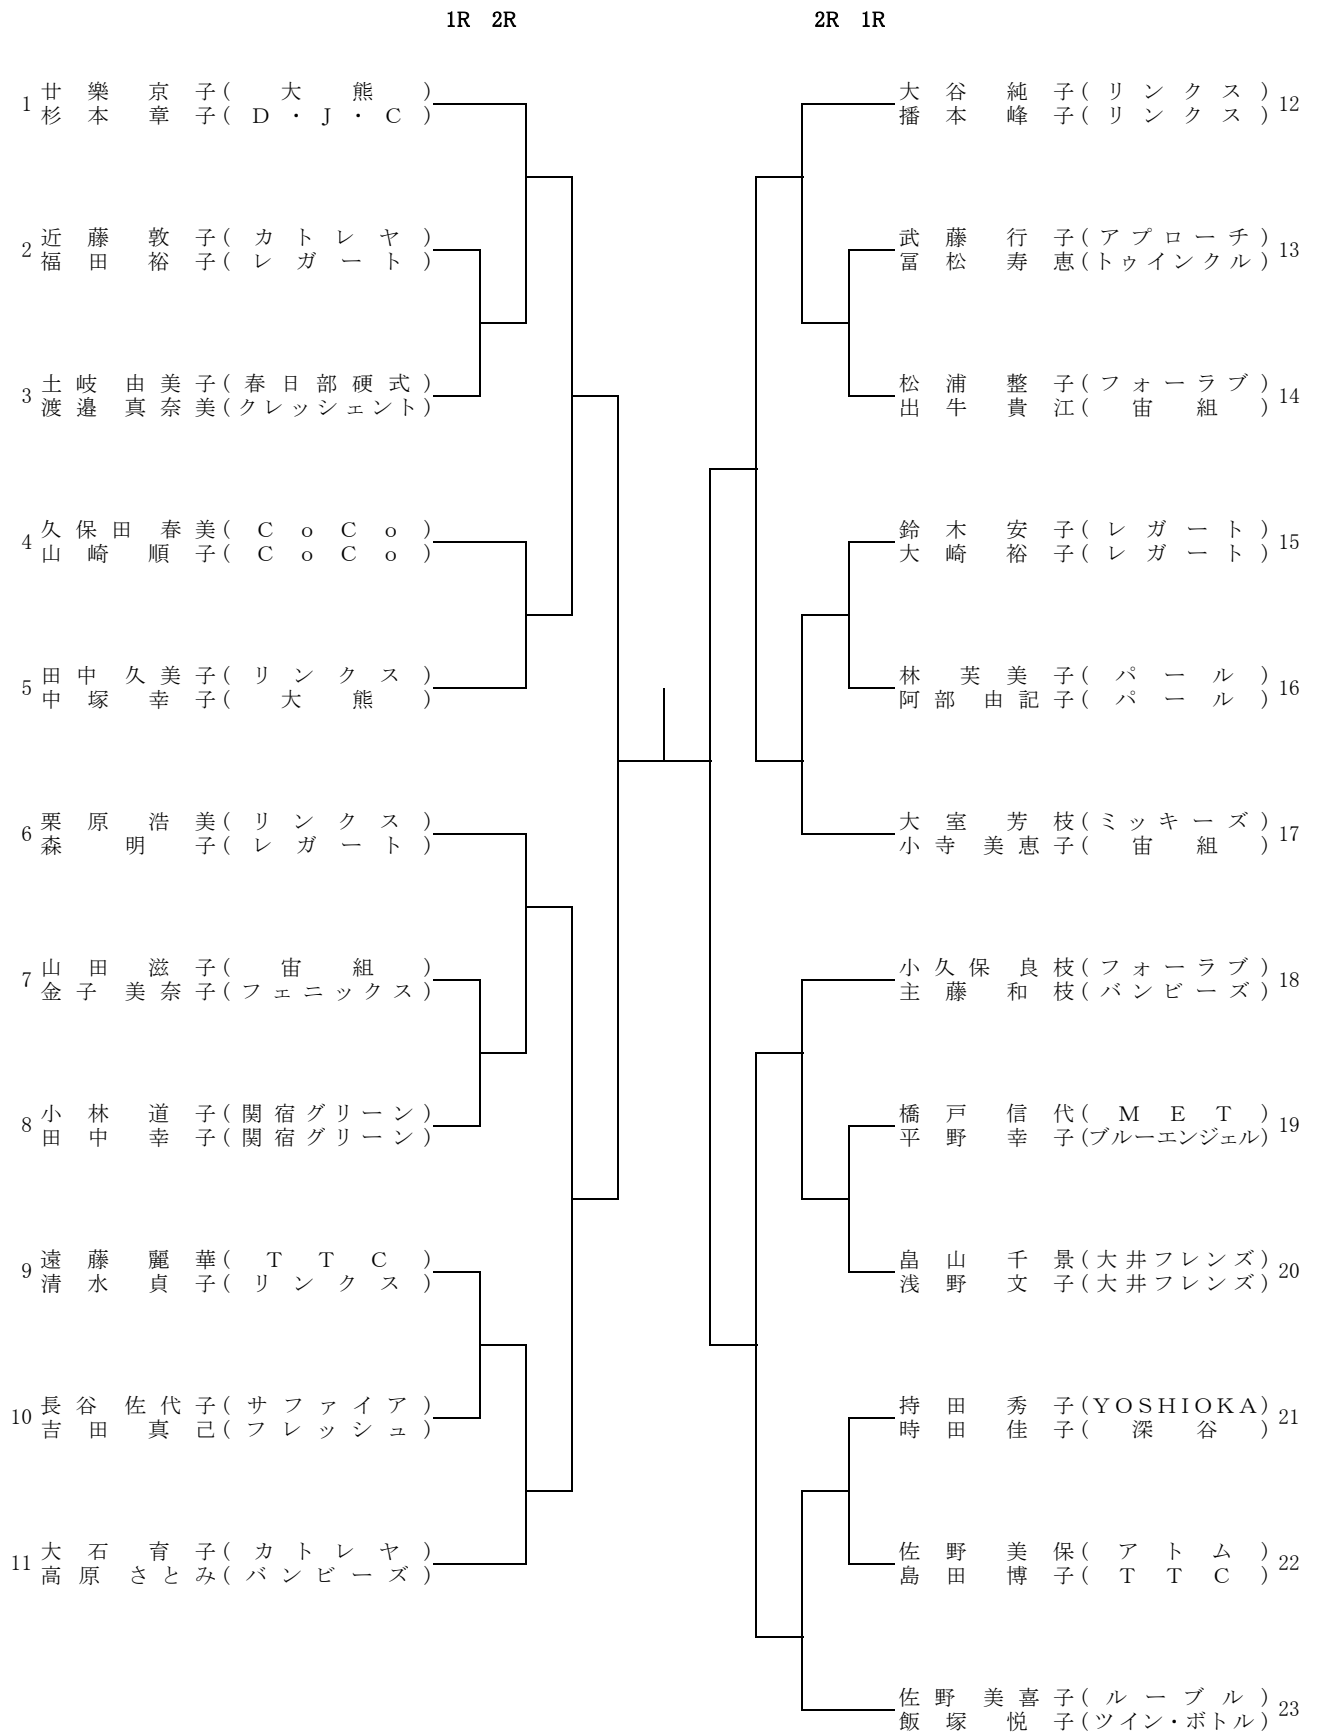 1R 2R
2R 1R
1
廿樂 京子(大熊)
杉本 章子(D・J・C)
2
近藤 敦子(カトレヤ)
福田 裕子(レガート)
3
土岐 由美子(春日部硬式)
渡邉 真奈美(クレッシェント)
4
久保田 春美(CoCo)
山崎 順子(CoCo)
5
田中 久美子(リンクス)
中塚 幸子(大熊)
6
栗原 浩美(リンクス)
森 明子(レガート)
7
山田 滋子(宙組)
金子 美奈子(フェニックス)
8
小林 道子(関宿グリーン)
田中 幸子(関宿グリーン)
9
遠藤 麗華(TTC)
清水 貞子(リンクス)
10
長谷 佐代子(サファイア)
吉田 真己(フレッシュ)
11
大石 育子(カトレヤ)
高原 さとみ(バンビーズ)
大谷 純子(リンクス)
播本 峰子(リンクス)
12
武藤 行子(アプローチ)
冨松 寿恵(トゥインクル)
13
松浦 整子(フォーラブ)
出牛 貴江(宙組)
14
鈴木 安子(レガート)
大崎 裕子(レガート)
15
林 芙美子(パール)
阿部 由記子(パール)
16
大室 芳枝(ミッキーズ)
小寺 美恵子(宙組)
17
小久保 良枝(フォーラブ)
主藤 和枝(バンビーズ)
18
橋戸 信代(MET)
平野 幸子(ブルーエンジェル)
19
畠山 千景(大井フレンズ)
浅野 文子(大井フレンズ)
20
持田 秀子(YOSHIOKA)
時田 佳子(深谷)
21
佐野 美保(アトム)
島田 博子(TTC)
22
佐野 美喜子(ルーブル)
飯塚 悦子(ツイン・ボトル)
23